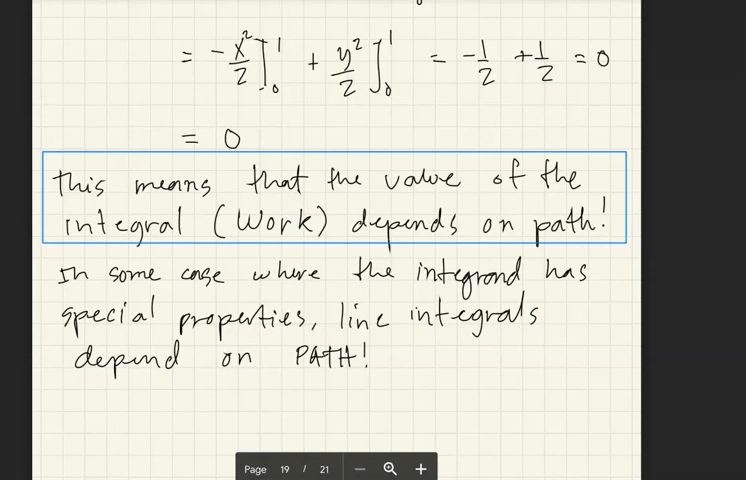 = -x²/2 ]₀¹ + y²/2 ]₀¹ = -1/2 + 1/2 = 0
= 0
This means that the value of the
integral (Work) depends on path!
In some case where the integrand has
special properties, line integrals
depend on PATH!
Page 19 / 21 — +